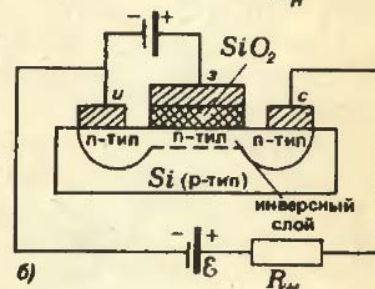 н
− +
SiO₂
и з с
n-тип n-тип n-тип
Si (р-тип)
инверсный
слой
− +
б) ℰ Rн